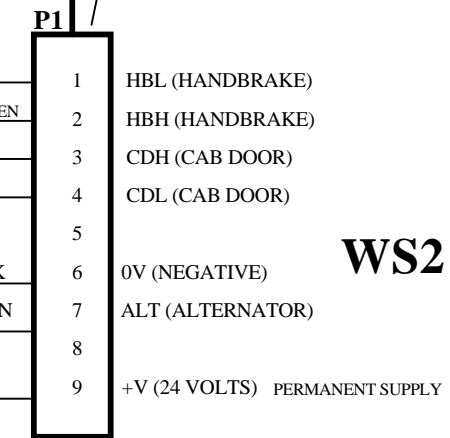 P1
1 HBL (HANDBRAKE)
EN
2 HBH (HANDBRAKE)
3 CDH (CAB DOOR)
4 CDL (CAB DOOR)
5
WS2
K 6 0V (NEGATIVE)
N 7 ALT (ALTERNATOR)
8
9 +V (24 VOLTS) PERMANENT SUPPLY